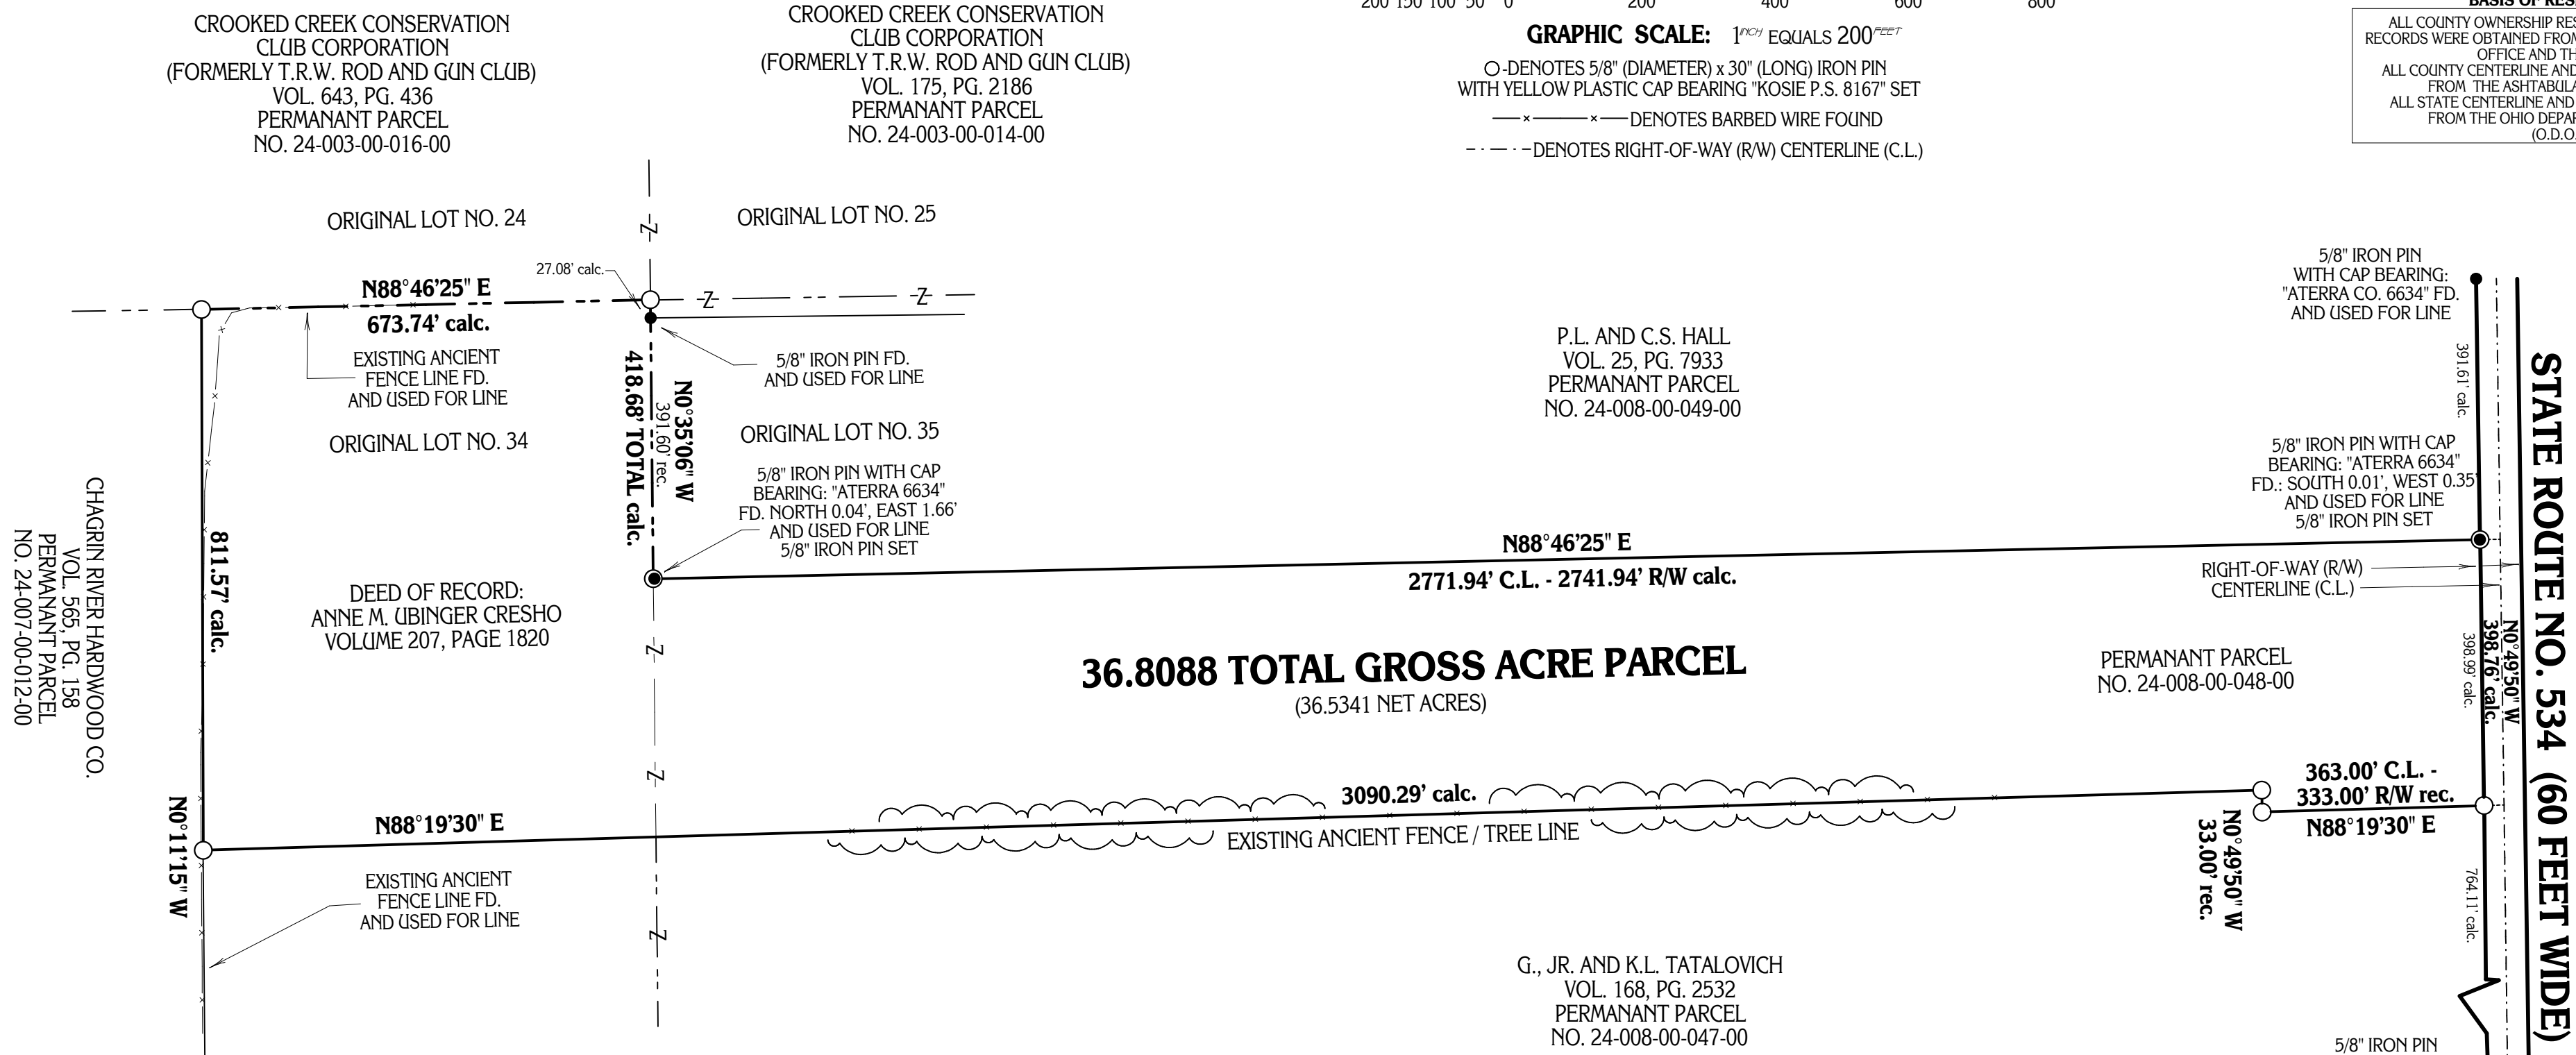 CROOKED CREEK CONSERVATION
CLUB CORPORATION
(FORMERLY T.R.W. ROD AND GUN CLUB)
VOL. 643, PG. 436
PERMANANT PARCEL
NO. 24-003-00-016-00
CROOKED CREEK CONSERVATION
CLUB CORPORATION
(FORMERLY T.R.W. ROD AND GUN CLUB)
VOL. 175, PG. 2186
PERMANANT PARCEL
NO. 24-003-00-014-00
200 150 100 50 0 200 400 600 800
GRAPHIC SCALE: 1 INCH EQUALS 200 FEET
-DENOTES 5/8" (DIAMETER) x 30" (LONG) IRON PIN
WITH YELLOW PLASTIC CAP BEARING "KOSIE P.S. 8167" SET
DENOTES BARBED WIRE FOUND
DENOTES RIGHT-OF-WAY (R/W) CENTERLINE (C.L.)
BASIS OF
ALL COUNTY OWNERSHIP
RECORDS WERE OBTAINED
OFFICE AND
ALL COUNTY CENTERLINE AND
FROM THE
ALL STATE CENTERLINE AND
FROM THE OHIO
ORIGINAL LOT NO. 24
ORIGINAL LOT NO. 25
27.08' calc.
Z
N88°46'25" E
673.74' calc.
Z
Z
EXISTING ANCIENT
FENCE LINE FD.
AND USED FOR LINE
5/8" IRON PIN FD.
AND USED FOR LINE
418.68' TOTAL calc.
391.60' rec.
N0°35'06" W
ORIGINAL LOT NO. 34
ORIGINAL LOT NO. 35
5/8" IRON PIN WITH CAP
BEARING: "ATERRA 6634"
FD. NORTH 0.04', EAST 1.66'
AND USED FOR LINE
5/8" IRON PIN SET
P.L. AND C.S. HALL
VOL. 25, PG. 7933
PERMANANT PARCEL
NO. 24-008-00-049-00
5/8" IRON PIN
WITH CAP BEARING:
"ATERRA CO. 6634" FD.
AND USED FOR LINE
391.61' calc.
5/8" IRON PIN WITH CAP
BEARING: "ATERRA 6634"
FD.: SOUTH 0.01', WEST 0.35'
AND USED FOR LINE
5/8" IRON PIN SET
STATE ROUTE NO. 534 (60 FEET WIDE)
CHAGRIN RIVER HARDWOOD CO.
VOL. 565, PG. 158
PERMANANT PARCEL
NO. 24-007-00-012-00
811.57' calc.
N0°11'15" W
DEED OF RECORD:
ANNE M. UBINGER CRESHO
VOLUME 207, PAGE 1820
N88°46'25" E
2771.94' C.L. - 2741.94' R/W calc.
RIGHT-OF-WAY (R/W)
CENTERLINE (C.L.)
Z
36.8088 TOTAL GROSS ACRE PARCEL
(36.5341 NET ACRES)
PERMANANT PARCEL
NO. 24-008-00-048-00
N0°49'50" W
398.76' calc.
398.99' calc.
Z
3090.29' calc.
363.00' C.L. -
333.00' R/W rec.
N88°19'30" E
N88°19'30" E
EXISTING ANCIENT FENCE / TREE LINE
N0°49'50" W
33.00' rec.
EXISTING ANCIENT
FENCE LINE FD.
AND USED FOR LINE
Z
764.11' calc.
G., JR. AND K.L. TATALOVICH
VOL. 168, PG. 2532
PERMANANT PARCEL
NO. 24-008-00-047-00
5/8" IRON PIN